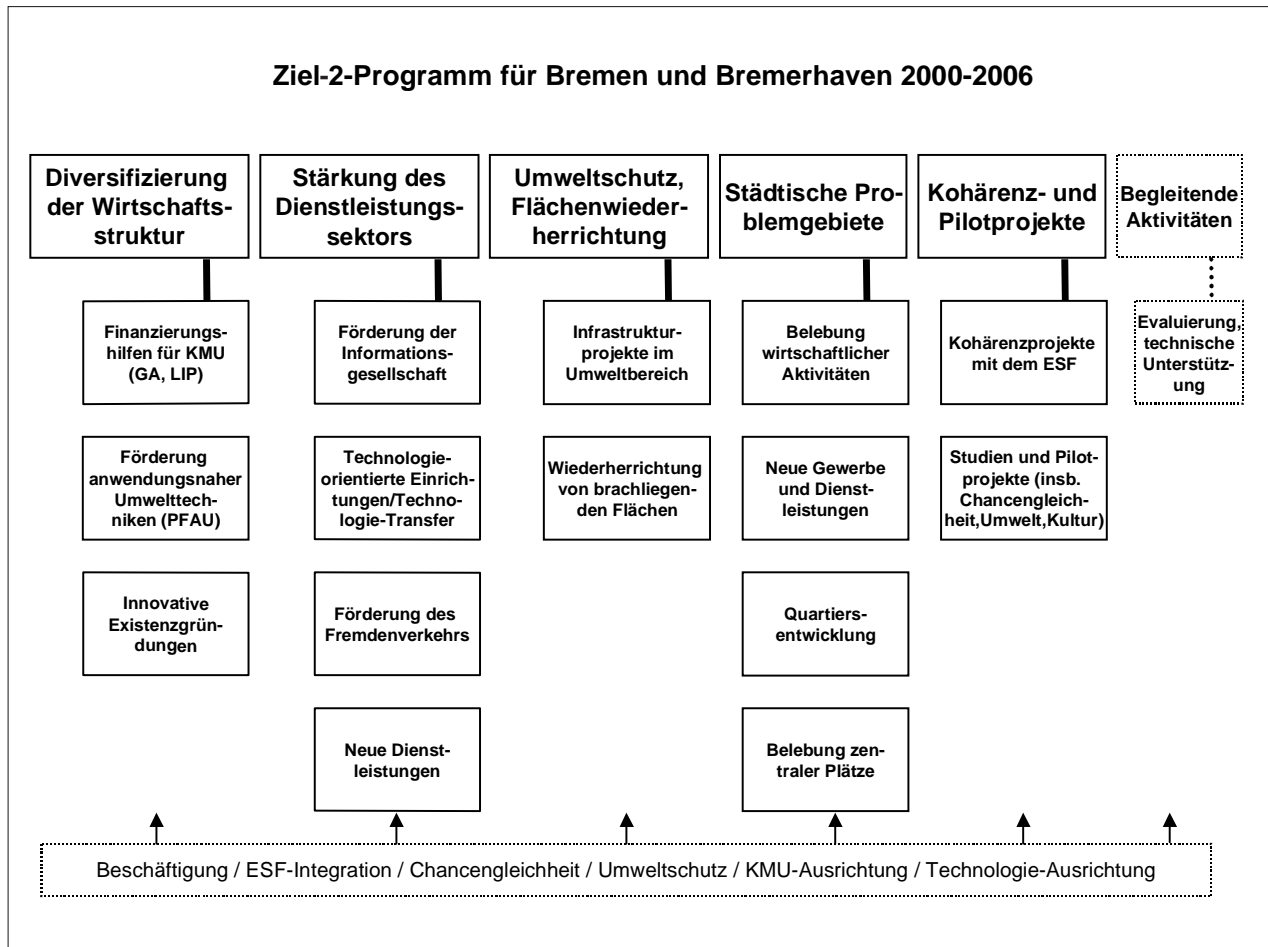 Ziel-2-Programm für Bremen und Bremerhaven 2000-2006
Diversifizierung
der Wirtschafts-
struktur
Stärkung des
Dienstleistungs-
sektors
Umweltschutz,
Flächenwieder-
herrichtung
Städtische Pro-
blemgebiete
Kohärenz- und
Pilotprojekte
Begleitende
Aktivitäten
Finanzierungs-
hilfen für KMU
(GA, LIP)
Förderung der
Informations-
gesellschaft
Infrastruktur-
projekte im
Umweltbereich
Belebung
wirtschaftlicher
Aktivitäten
Kohärenzprojekte
mit dem ESF
Evaluierung,
technische
Unterstütz-
ung
Förderung
anwendungsnaher
Umwelttech-
niken (PFAU)
Technologie-
orientierte Einrich-
tungen/Techno-
logie-Transfer
Wiederherrichtung
von brachliegen-
den Flächen
Neue Gewerbe
und Dienst-
leistungen
Studien und Pilot-
projekte (insb.
Chancengleich-
heit,Umwelt,Kultur)
Innovative
Existenzgrün-
dungen
Förderung des
Fremdenverkehrs
Quartiers-
entwicklung
Neue Dienst-
leistungen
Belebung zen-
traler Plätze
Beschäftigung / ESF-Integration / Chancengleichheit / Umweltschutz / KMU-Ausrichtung / Technologie-Ausrichtung